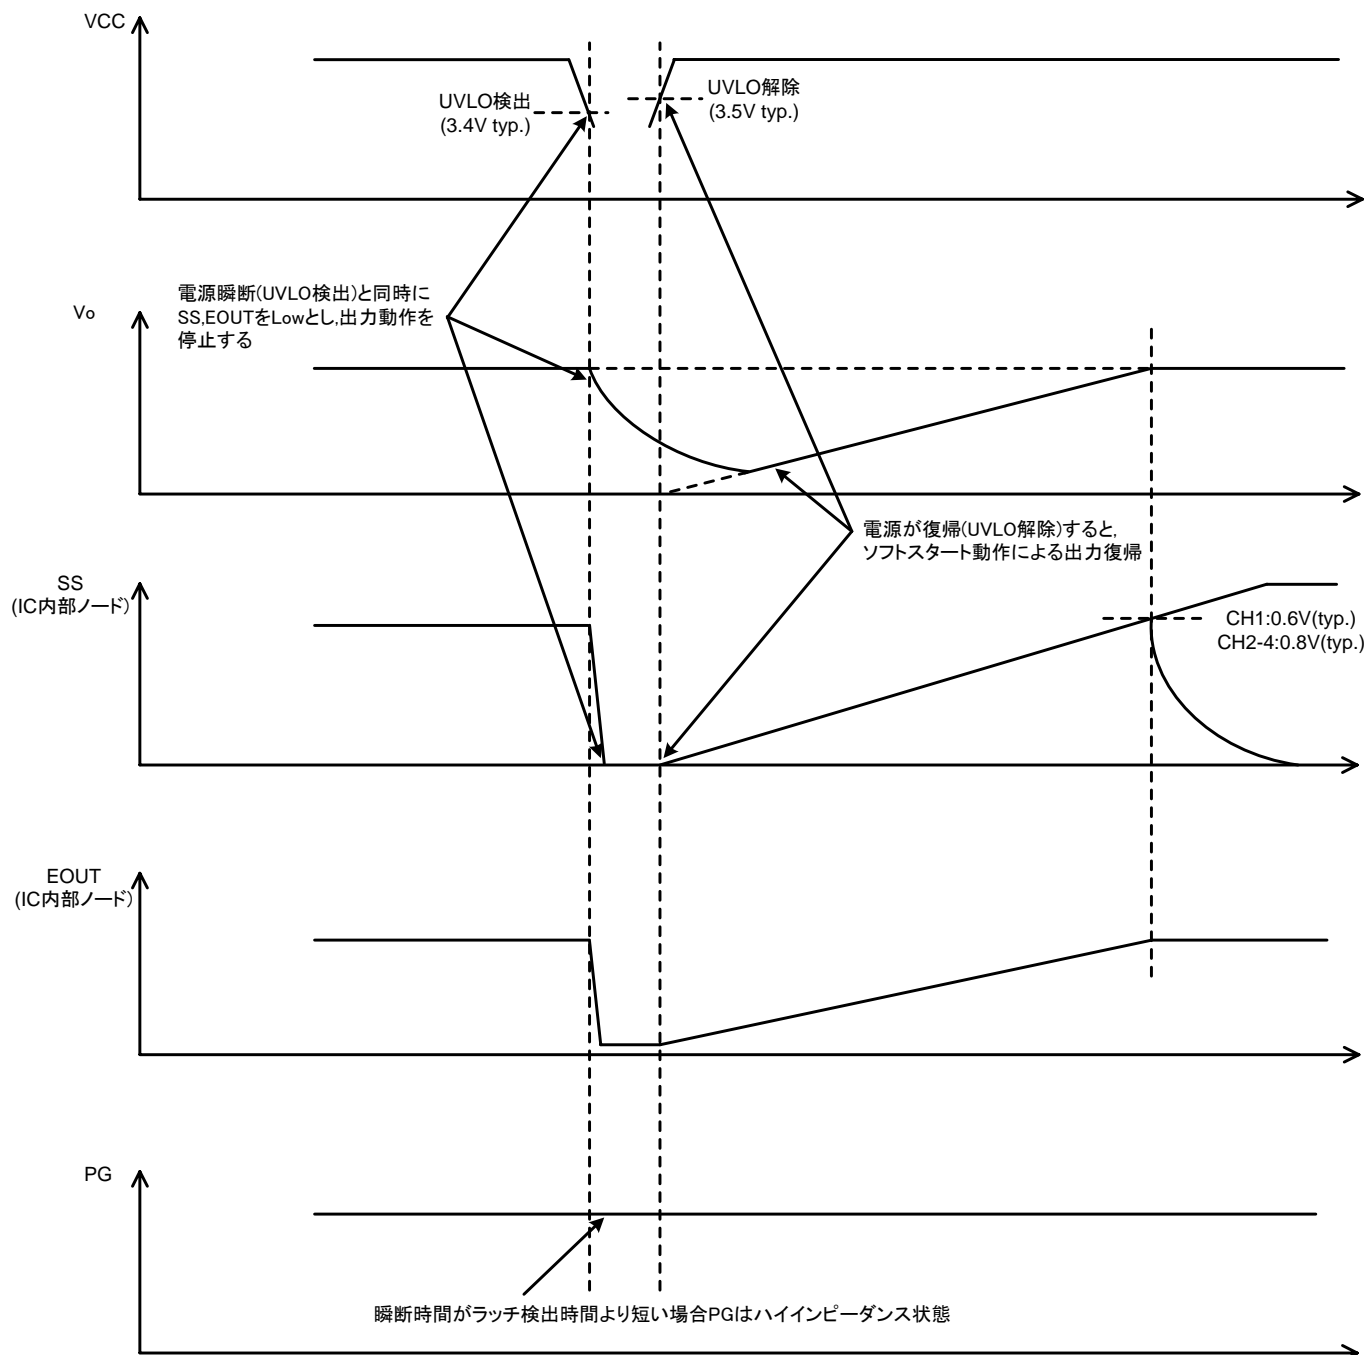 VCC
UVLO検出
(3.4V typ.)
UVLO解除
(3.5V typ.)
電源瞬断(UVLO検出)と同時に
SS,EOUTをLowとし,出力動作を
停止する
Vo
電源が復帰(UVLO解除)すると,
ソフトスタート動作による出力復帰
SS
(IC内部ノード)
CH1:0.6V(typ.)
CH2-4:0.8V(typ.)
EOUT
(IC内部ノード)
PG
瞬断時間がラッチ検出時間より短い場合PGはハイインピーダンス状態